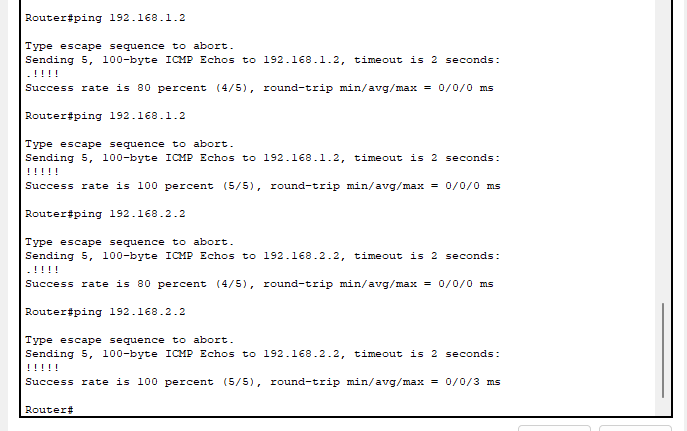 Router#ping 192.168.1.2
Type escape sequence to abort.
Sending 5, 100-byte ICMP Echos to 192.168.1.2, timeout is 2 seconds:
.!!!!
Success rate is 80 percent (4/5), round-trip min/avg/max = 0/0/0 ms
Router#ping 192.168.1.2
Type escape sequence to abort.
Sending 5, 100-byte ICMP Echos to 192.168.1.2, timeout is 2 seconds:
!!!!!
Success rate is 100 percent (5/5), round-trip min/avg/max = 0/0/0 ms
Router#ping 192.168.2.2
Type escape sequence to abort.
Sending 5, 100-byte ICMP Echos to 192.168.2.2, timeout is 2 seconds:
.!!!!
Success rate is 80 percent (4/5), round-trip min/avg/max = 0/0/0 ms
Router#ping 192.168.2.2
Type escape sequence to abort.
Sending 5, 100-byte ICMP Echos to 192.168.2.2, timeout is 2 seconds:
!!!!!
Success rate is 100 percent (5/5), round-trip min/avg/max = 0/0/3 ms
Router#